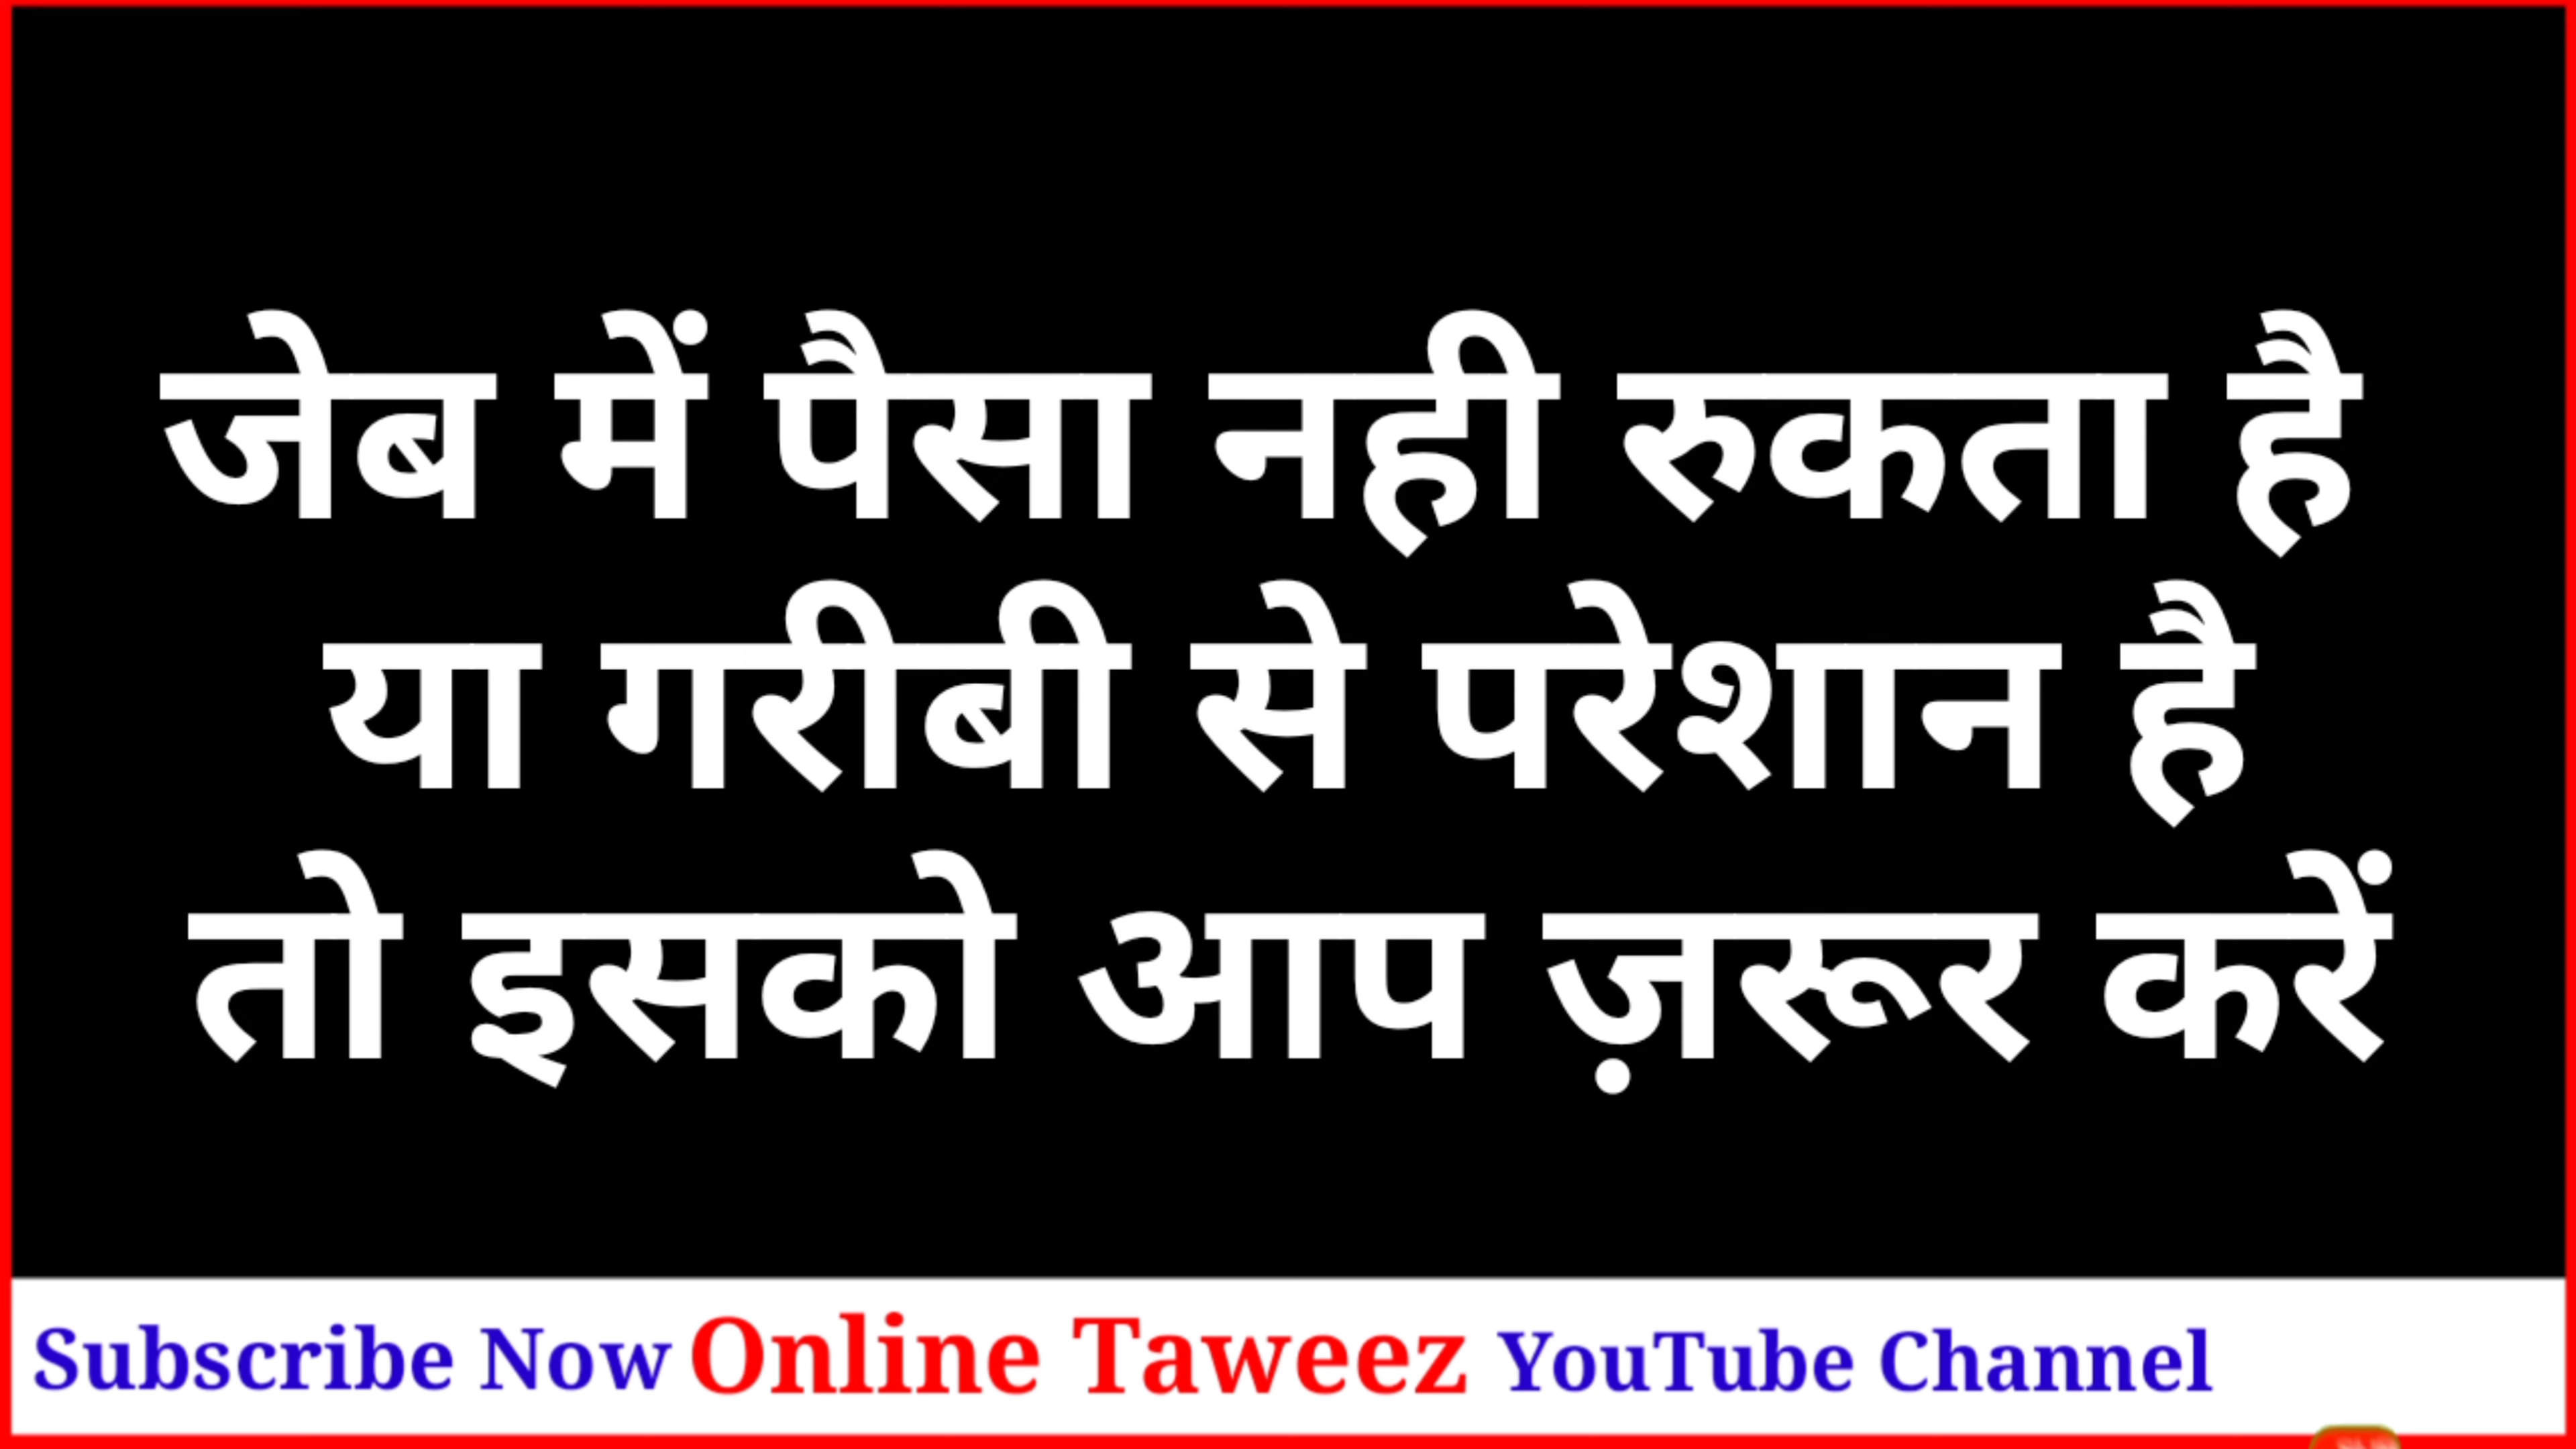 जेब में पैसा नही रुकता है
या गरीबी से परेशान है
तो इसको आप ज़रूर करें
Subscribe Now Online Taweez YouTube Channel